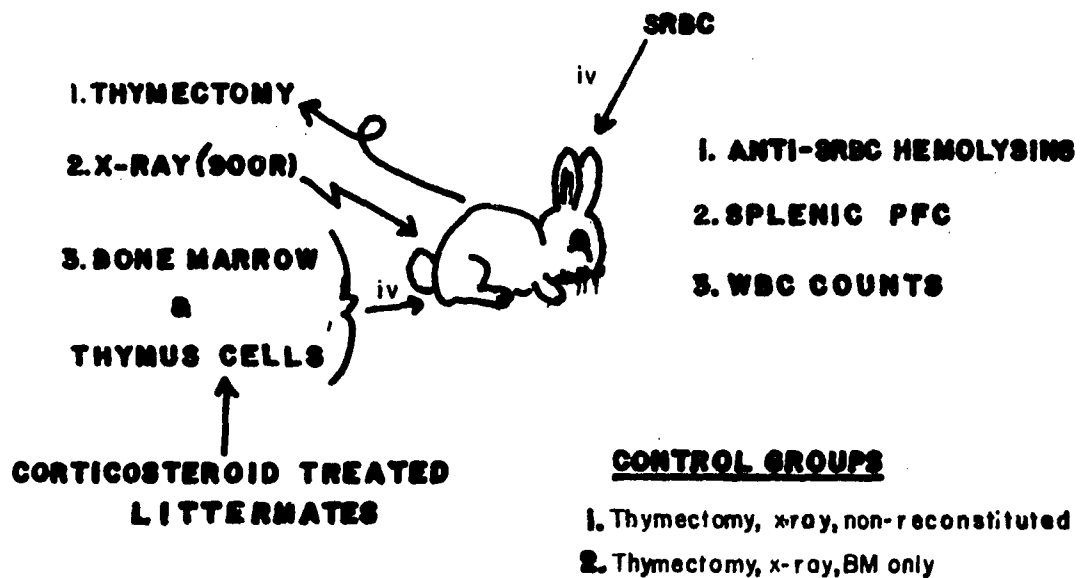 SRBC
iv
1. THYMECTOMY
2. X-RAY (900R)
3. BONE MARROW
&
THYMUS CELLS
iv
CORTICOSTEROID TREATED
LITTERMATES
1. ANTI-SRBC HEMOLYSINS
2. SPLENIC PFC
3. WBC COUNTS
CONTROL GROUPS
1. Thymectomy, x-ray, non-reconstituted
2. Thymectomy, x-ray, BM only